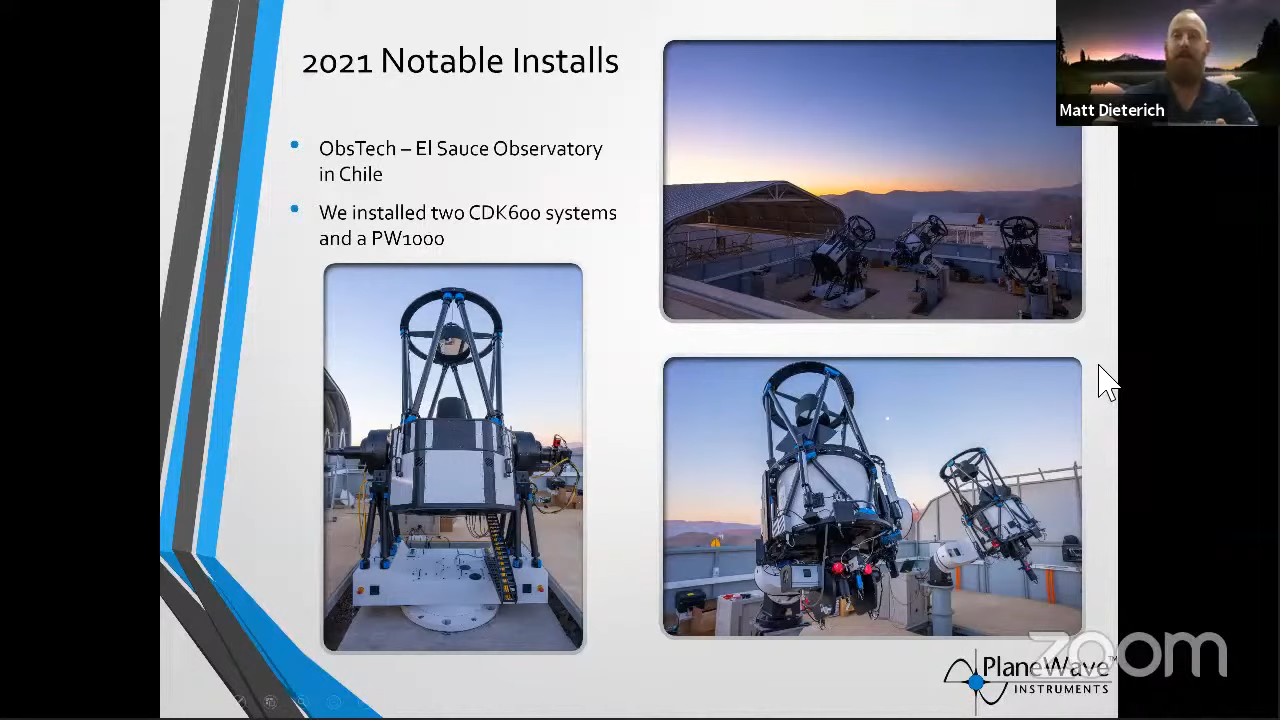 2021 Notable Installs
Matt Dieterich
ObsTech – El Sauce Observatory
in Chile
We installed two CDK600 systems
and a PW1000
PlaneWave™
INSTRUMENTS
zoom